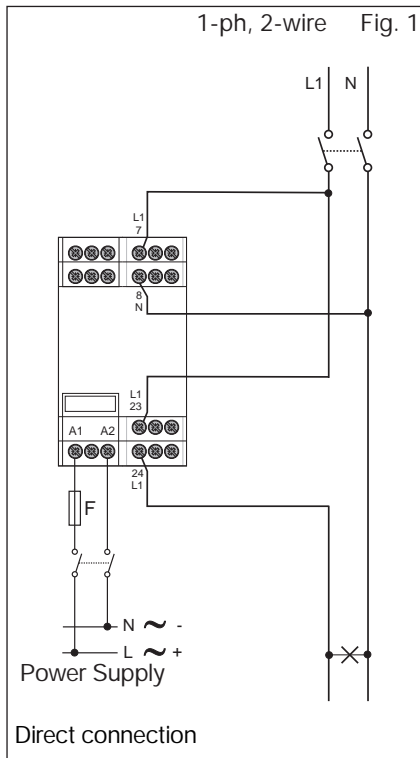 1-ph, 2-wire Fig. 1
L1 N
L1
7
8
N
L1
23
A1 A2
24
L1
F
N ~ -
L ~ +
Power Supply
Direct connection